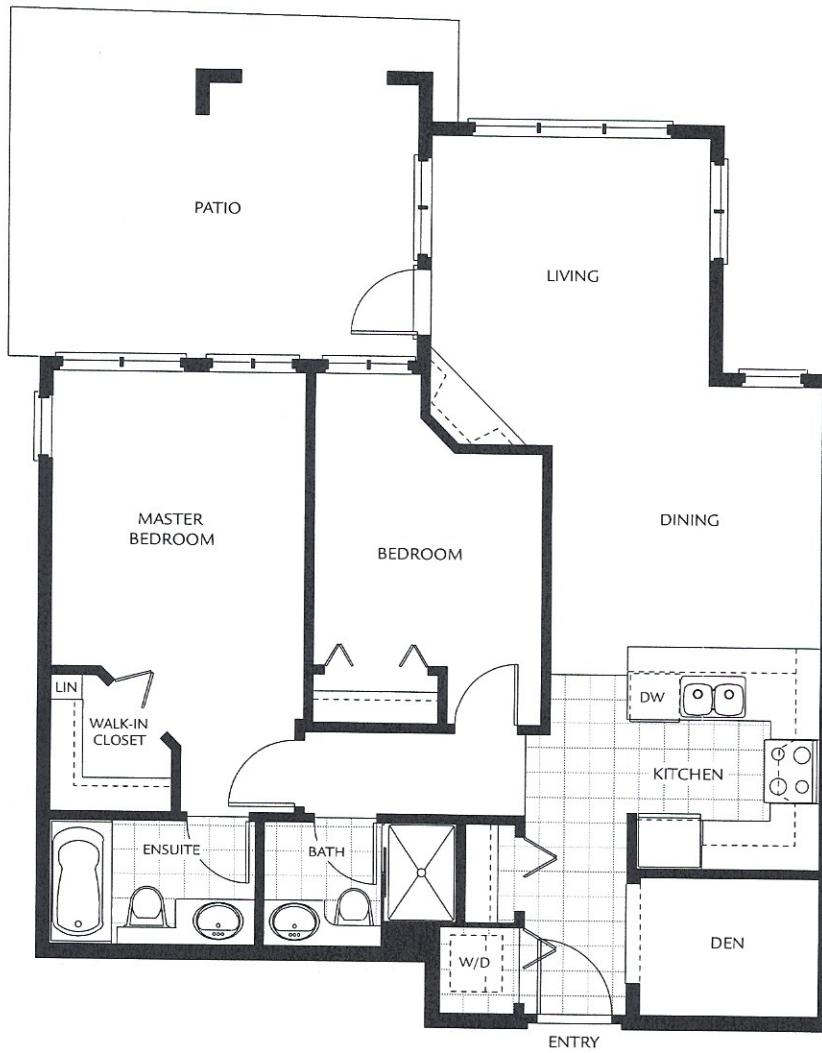 PATIO
LIVING
MASTER
BEDROOM
BEDROOM
DINING
LIN
WALK-IN
CLOSET
DW
KITCHEN
ENSUITE
BATH
W/D
DEN
ENTRY